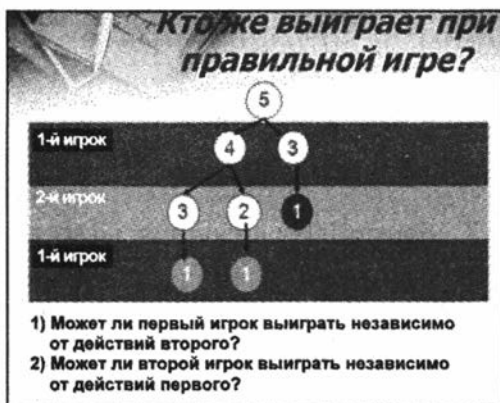 Кто же выиграет при
правильной игре?
5
1-й игрок
4 3
2-й игрок
3 2 1
1-й игрок
1 1
1) Может ли первый игрок выиграть независимо
от действий второго?
2) Может ли второй игрок выиграть независимо
от действий первого?